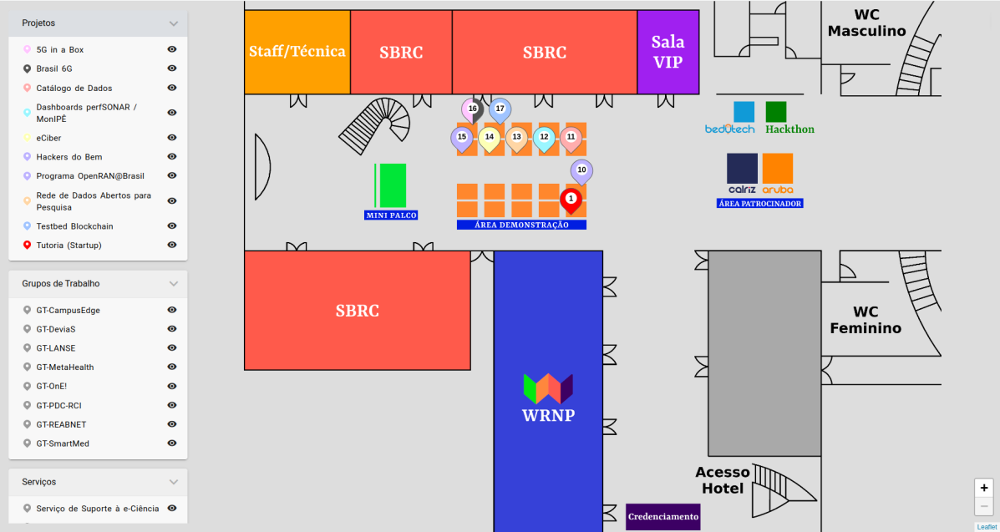 Projetos
5G in a Box
Brasil 6G
Catálogo de Dados
Dashboards perfSONAR /
MonIPÊ
eCiber
Hackers do Bem
Programa OpenRAN@Brasil
Rede de Dados Abertos para
Pesquisa
Testbed Blockchain
Tutoria (Startup)
Grupos de Trabalho
GT-CampusEdge
GT-DeviaS
GT-LANSE
GT-MetaHealth
GT-OnE!
GT-PDC-RCI
GT-REABNET
GT-SmartMed
Serviços
Serviço de Suporte à e-Ciência
Staff/Técnica
SBRC
SBRC
Sala
VIP
WC
Masculino
16
17
15
14
13
12
11
10
1
MINI PALCO
ÁREA DEMONSTRAÇÃO
bedutech
Hackthon
calriz
aruba
ÁREA PATROCINADOR
SBRC
WRNP
WC
Feminino
Acesso
Hotel
Credenciamento
+
−
Leaflet